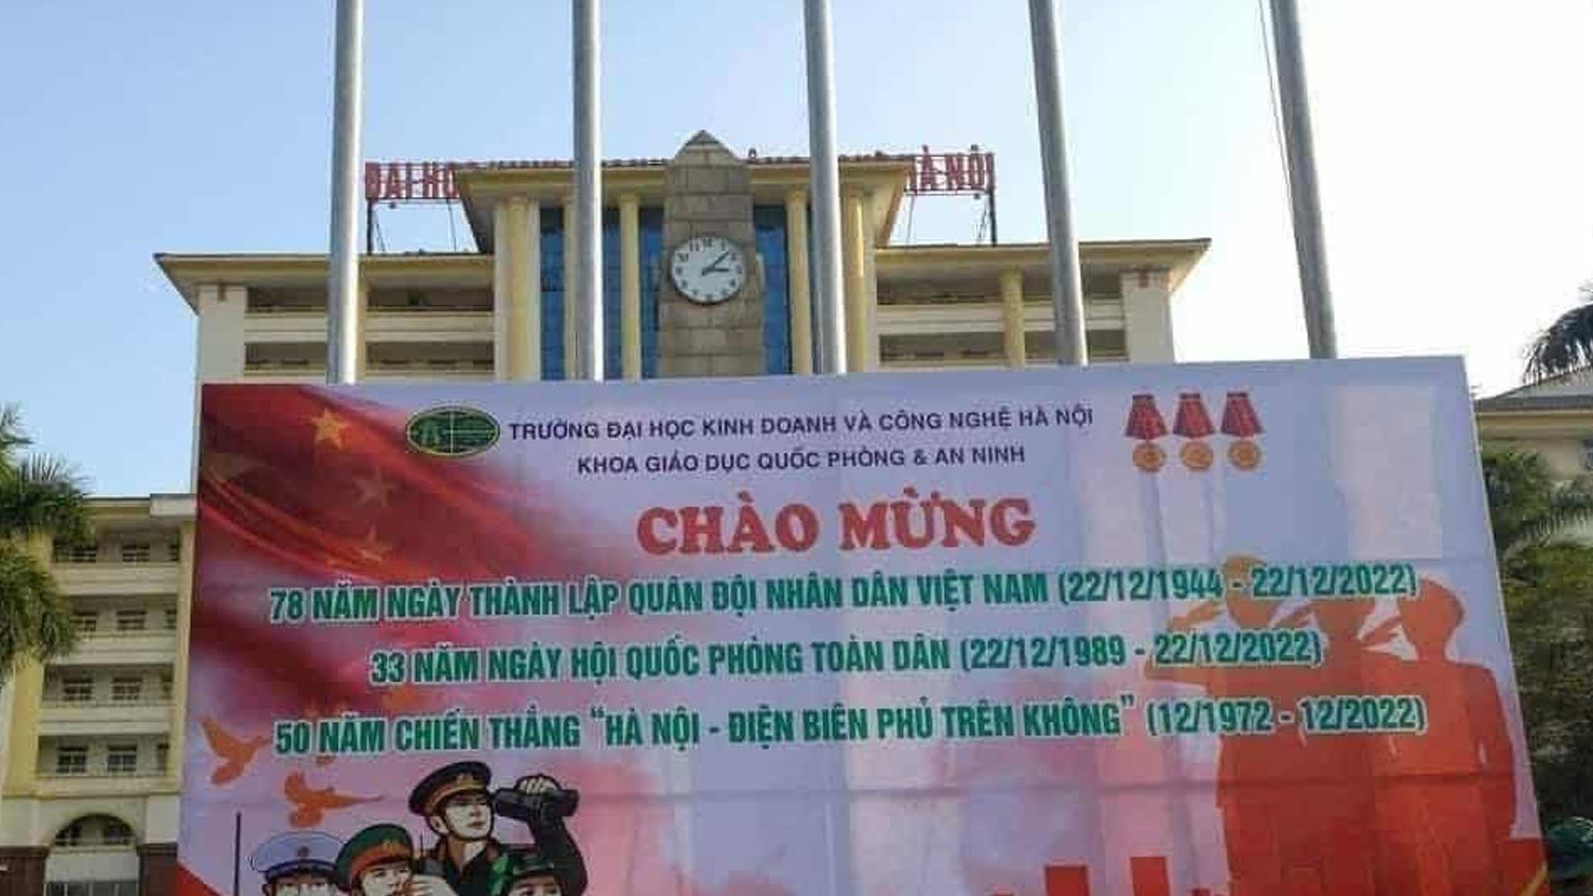 ĐẠI HỌ HÀ NỘI
TRƯỜNG ĐẠI HỌC KINH DOANH VÀ CÔNG NGHỆ HÀ NỘI
KHOA GIÁO DỤC QUỐC PHÒNG & AN NINH
CHÀO MỪNG
78 NĂM NGÀY THÀNH LẬP QUÂN ĐỘI NHÂN DÂN VIỆT NAM (22/12/1944 - 22/12/2022)
33 NĂM NGÀY HỘI QUỐC PHÒNG TOÀN DÂN (22/12/1989 - 22/12/2022)
50 NĂM CHIẾN THẮNG "HÀ NỘI - ĐIỆN BIÊN PHỦ TRÊN KHÔNG" (12/1972 - 12/2022)